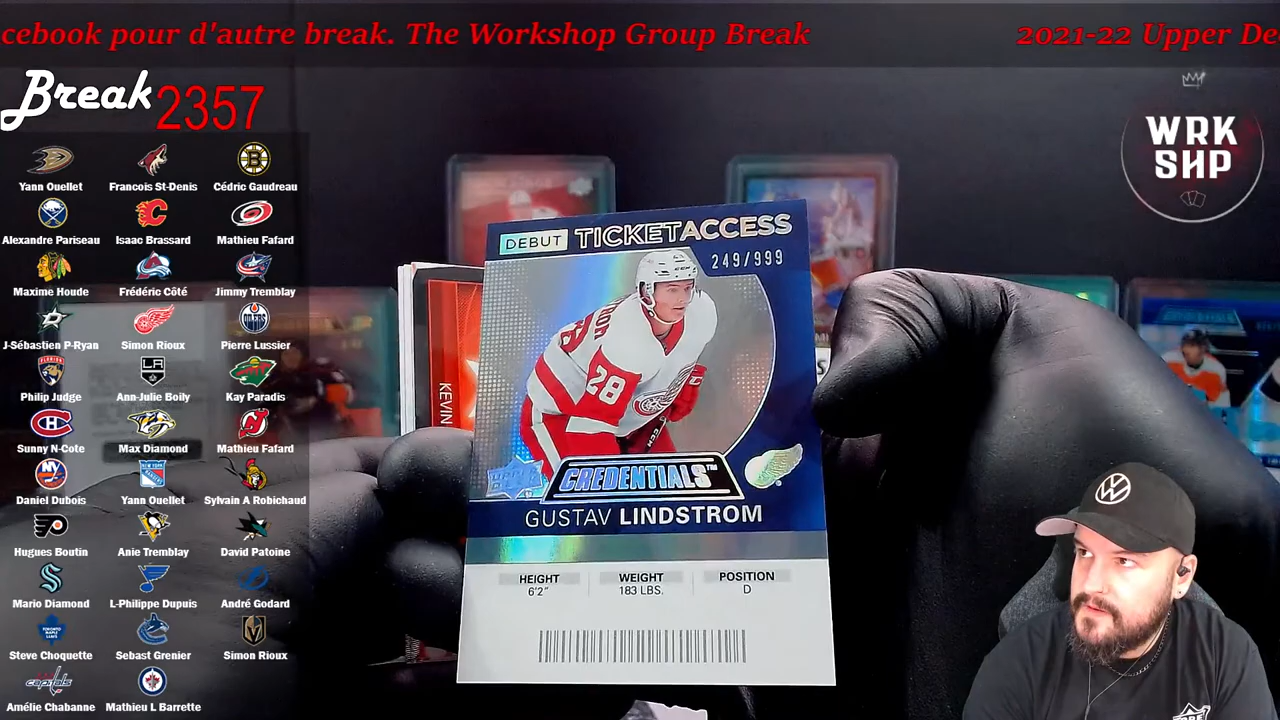 cebook pour d'autre break. The Workshop Group Break
2021-22 Upper De
Break 2357
WRK
SHP
Yann Ouellet
Francois St-Denis
Cédric Gaudreau
Alexandre Pariseau
Isaac Brassard
Mathieu Fafard
Maxime Houde
Frédéric Côté
Jimmy Tremblay
J-Sébastien P-Ryan
Simon Rioux
Pierre Lussier
Philip Judge
Ann-Julie Boily
Kay Paradis
Sunny N-Cote
Max Diamond
Mathieu Fafard
Daniel Dubois
Yann Ouellet
Sylvain A Robichaud
Hugues Boutin
Anie Tremblay
David Patoine
Mario Diamond
L-Philippe Dupuis
André Godard
Steve Choquette
Sebast Grenier
Simon Rioux
Amélie Chabanne
Mathieu L Barrette
DEBUT TICKETACCESS
249/999
28
KEVIN
CREDENTIALS™
GUSTAV LINDSTROM
HEIGHT
6'2"
WEIGHT
183 LBS.
POSITION
D